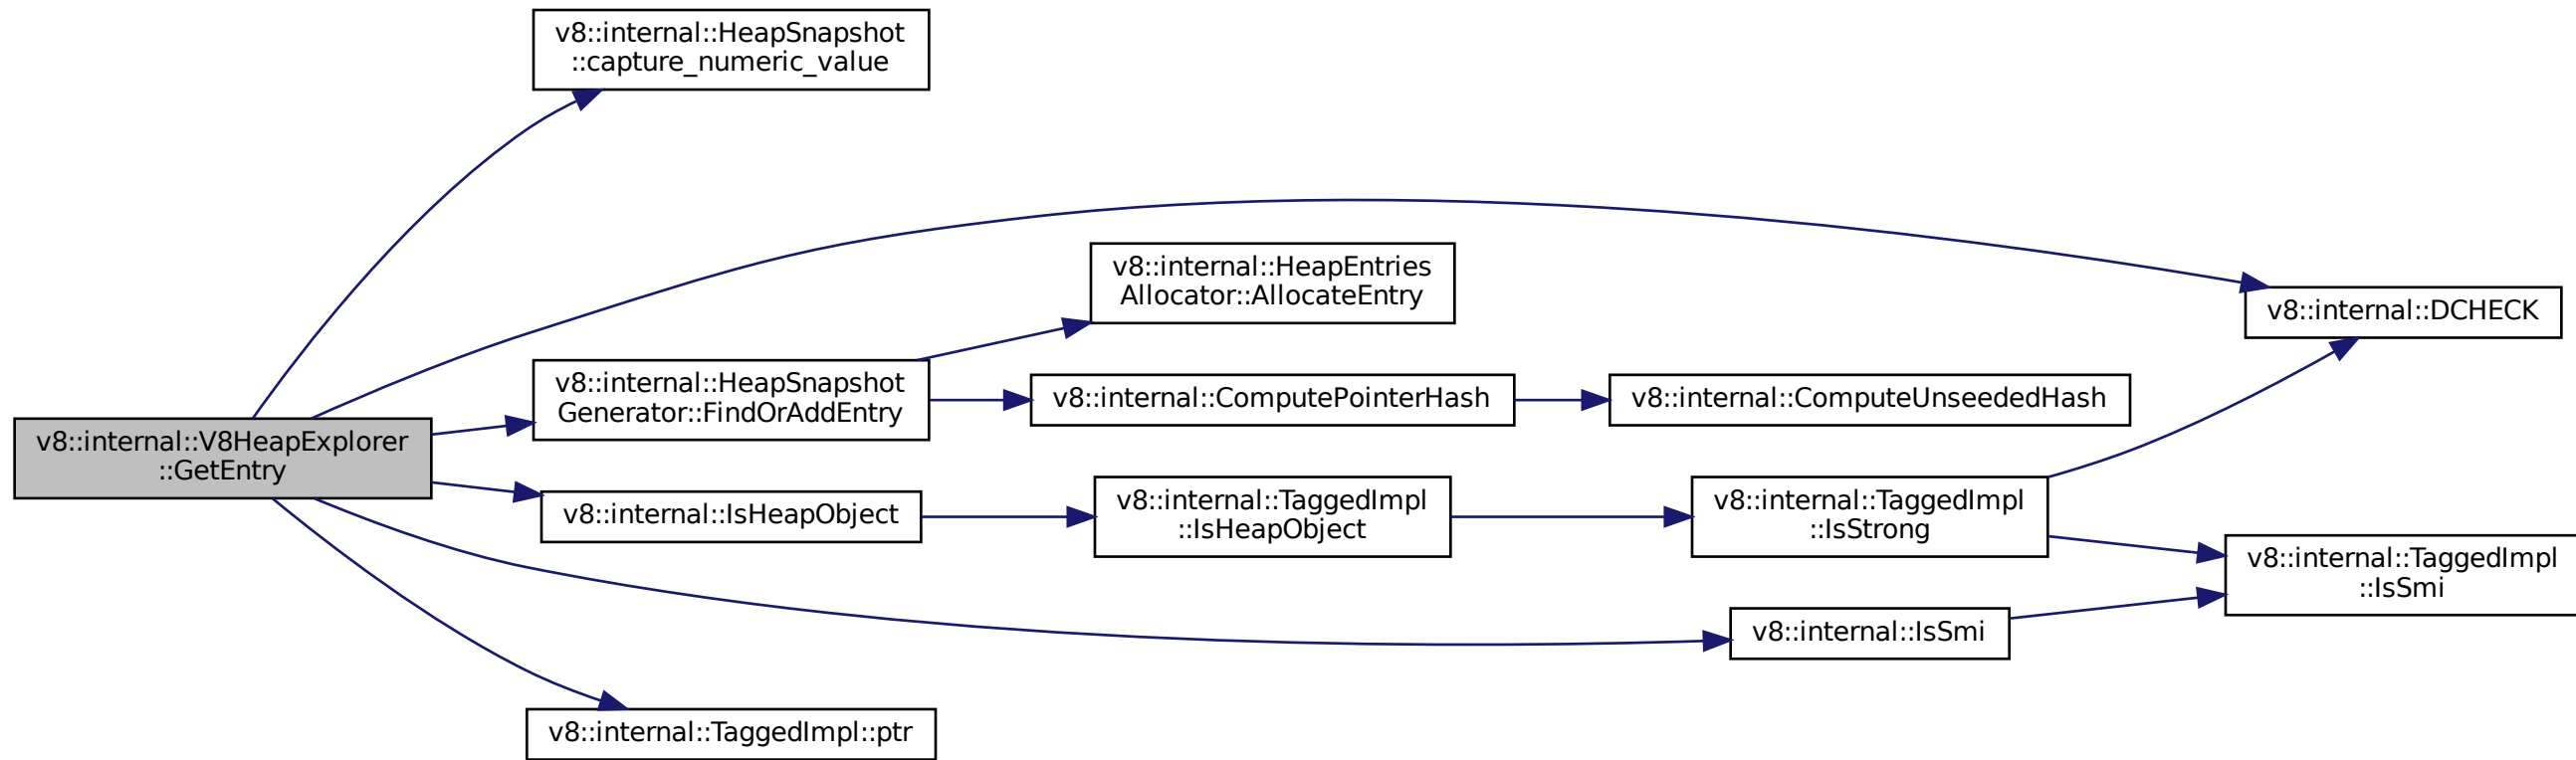 v8::internal::HeapSnapshot
::capture_numeric_value
v8::internal::HeapEntries
Allocator::AllocateEntry
v8::internal::DCHECK
v8::internal::HeapSnapshot
Generator::FindOrAddEntry
v8::internal::ComputePointerHash
v8::internal::ComputeUnseededHash
v8::internal::V8HeapExplorer
::GetEntry
v8::internal::IsHeapObject
v8::internal::TaggedImpl
::IsHeapObject
v8::internal::TaggedImpl
::IsStrong
v8::internal::TaggedImpl
::IsSmi
v8::internal::IsSmi
v8::internal::TaggedImpl::ptr